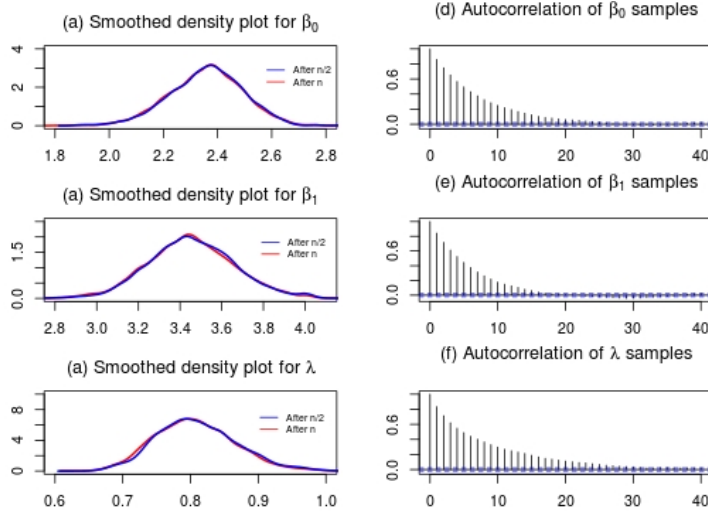 (a) Smoothed density plot for β0
4
2
0
1.8 2.0 2.2 2.4 2.6 2.8
After n/2
After n
(d) Autocorrelation of β0 samples
0.6
0.0
0 10 20 30 40
(a) Smoothed density plot for β1
1.5
0.0
2.8 3.0 3.2 3.4 3.6 3.8 4.0
After n/2
After n
(e) Autocorrelation of β1 samples
0.6
0.0
0 10 20 30 40
(a) Smoothed density plot for λ
8
4
0
0.6 0.7 0.8 0.9 1.0
After n/2
After n
(f) Autocorrelation of λ samples
0.6
0.0
0 10 20 30 40